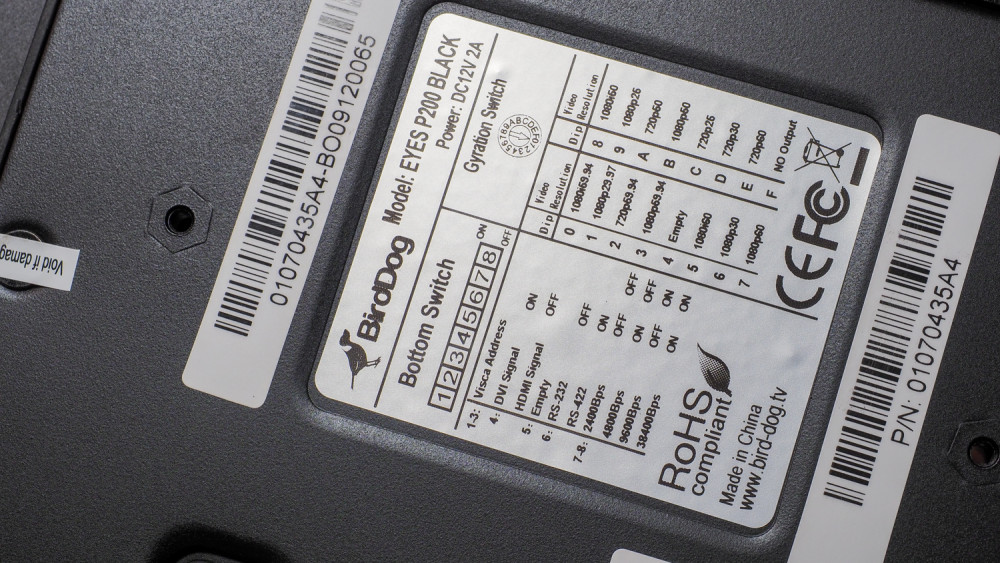 01070435A4-BO09120065
Void if damag
BirdDog Model: EYES P200 BLACK
Power: DC12V 2A
Bottom Switch
1 2 3 4 5 6 7 8
ON
OFF
1-3: Visca Address
4: DVI Signal ON
HDMI Signal OFF
5: Empty
6: RS-232 OFF
RS-422 ON
7-8: 2400Bps OFF OFF
4800Bps ON OFF
9600Bps OFF ON
38400Bps ON ON
Gyration Switch
Dip Video Resolution Dip Video Resolution
0 1080i59.94 8 1080i50
1 1080p29.97 9 1080p25
2 720p59.94 A 720p50
3 1080p59.94 B 1080p50
4 Empty C 720p25
5 1080i60 D 720p30
6 1080p30 E 720p60
7 1080p60 F NO Output
RoHS
compliant
Made in China
www.bird-dog.tv
CE FC
P/N: 01070435A4